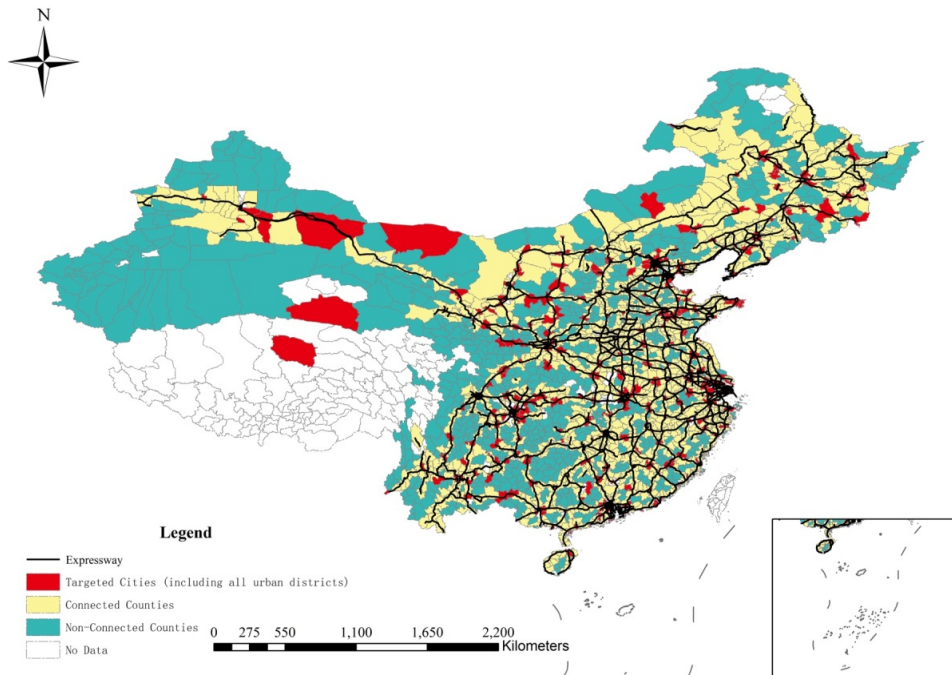 N
Legend
Expressway
Targeted Cities (including all urban districts)
Connected Counties
Non-Connected Counties
No Data
0 275 550 1,100 1,650 2,200
Kilometers